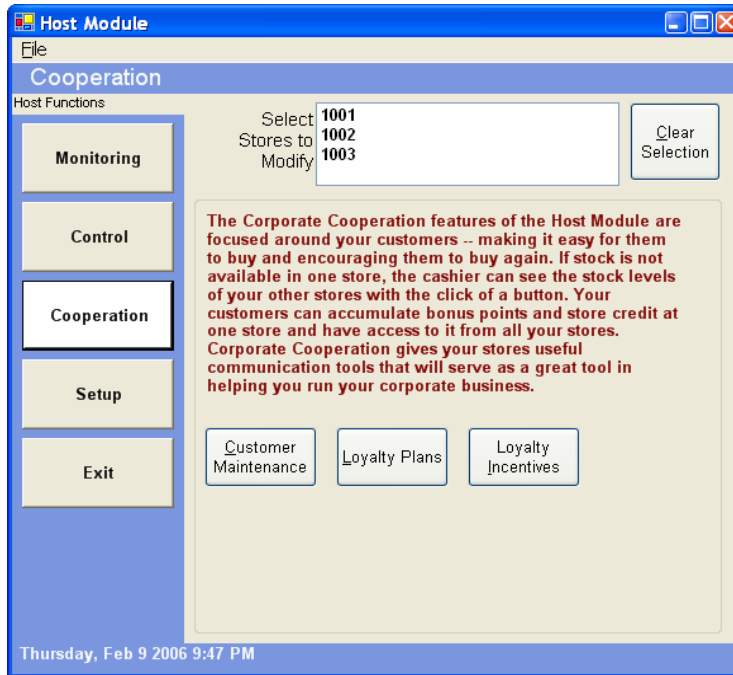 Host Module
File
Cooperation
Host Functions
Monitoring
Control
Cooperation
Setup
Exit
Select
Stores to
Modify
1001
1002
1003
Clear
Selection
The Corporate Cooperation features of the Host Module are
focused around your customers -- making it easy for them
to buy and encouraging them to buy again. If stock is not
available in one store, the cashier can see the stock levels
of your other stores with the click of a button. Your
customers can accumulate bonus points and store credit at
one store and have access to it from all your stores.
Corporate Cooperation gives your stores useful
communication tools that will serve as a great tool in
helping you run your corporate business.
Customer
Maintenance
Loyalty Plans
Loyalty
Incentives
Thursday, Feb 9 2006 9:47 PM